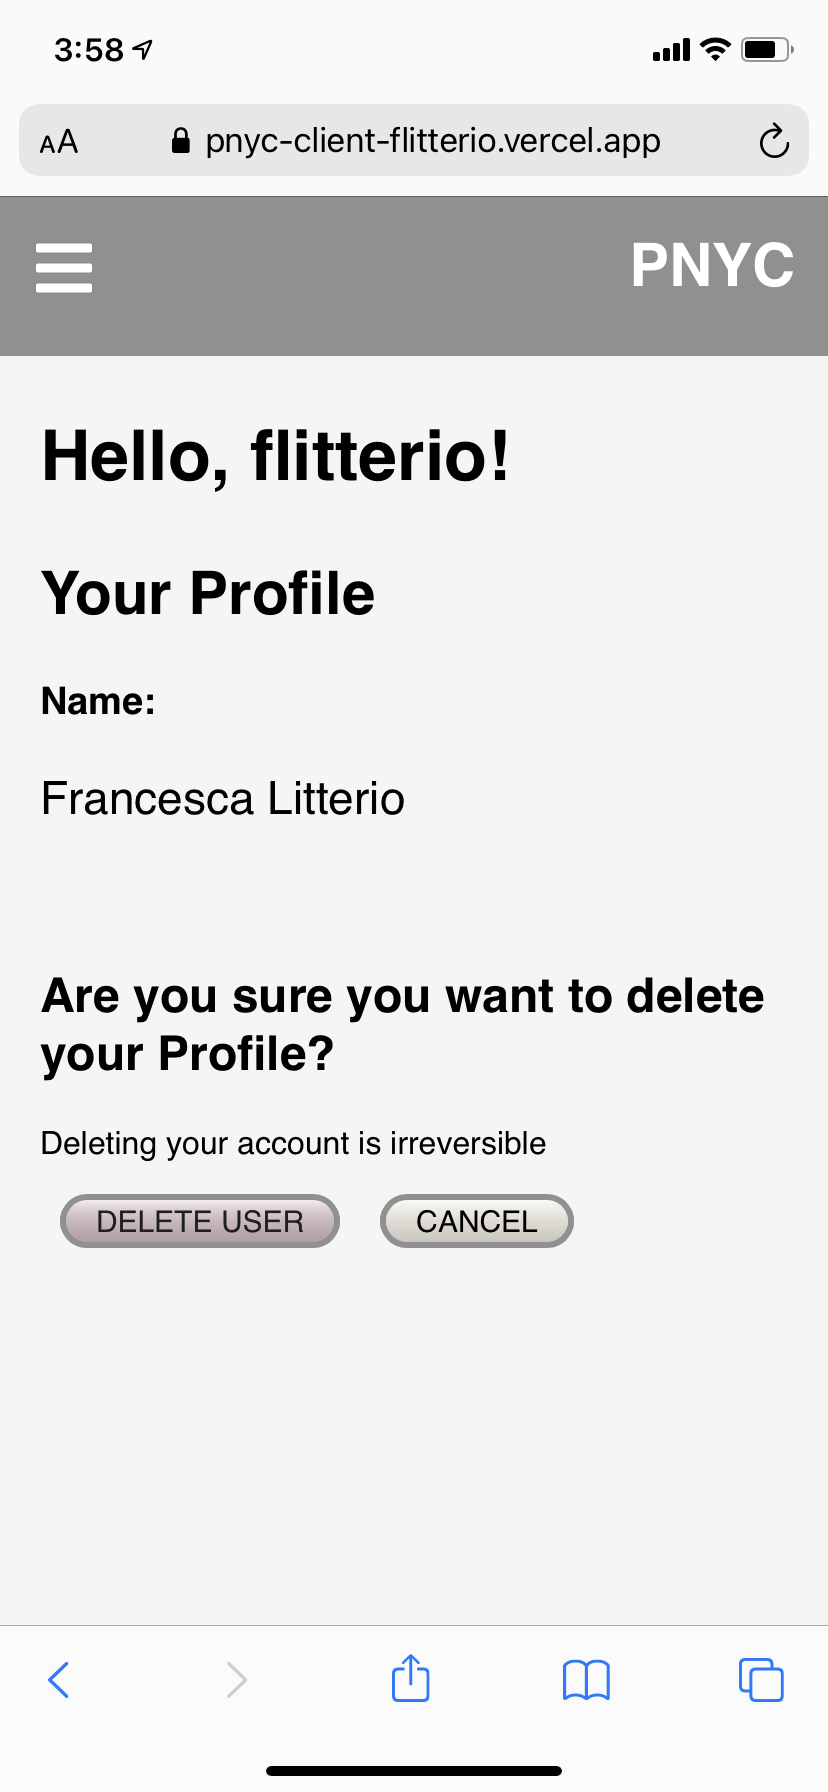 3:58
AA pnyc-client-flitterio.vercel.app
PNYC
Hello, flitterio!
Your Profile
Name:
Francesca Litterio
Are you sure you want to delete
your Profile?
Deleting your account is irreversible
DELETE USER CANCEL